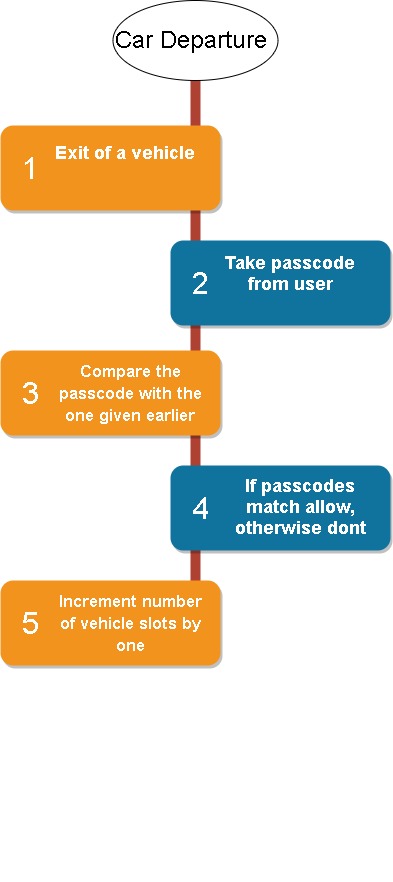 Car Departure
1
Exit of a vehicle
2
Take passcode
from user
3
Compare the
passcode with the
one given earlier
4
If passcodes
match allow,
otherwise dont
5
Increment number
of vehicle slots by
one